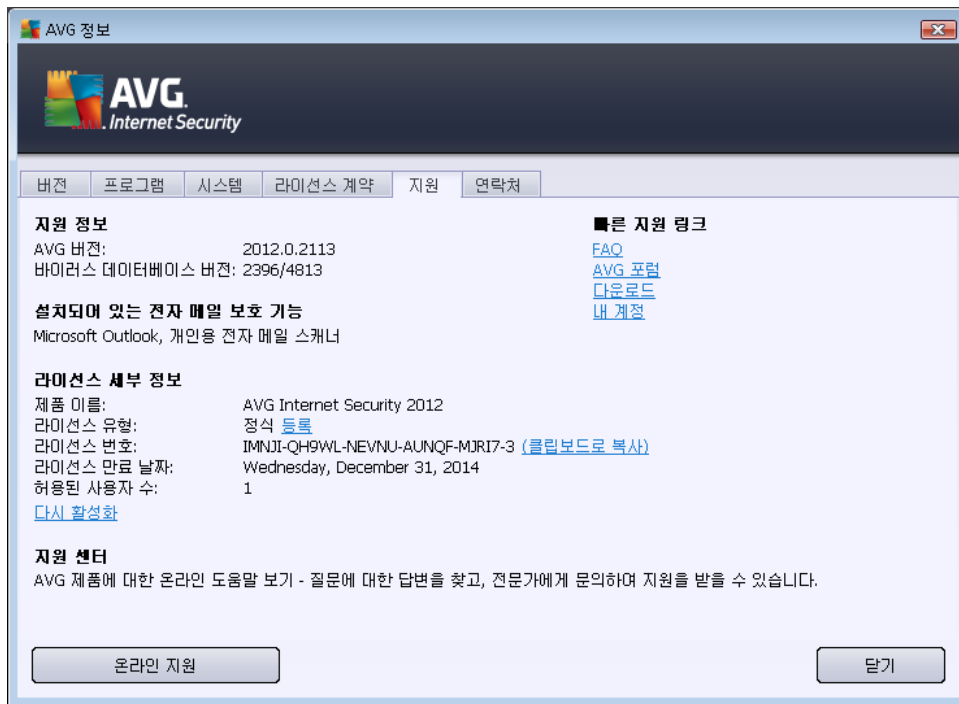 AVG 정보
AVG.
Internet Security
버전 프로그램 시스템 라이선스 계약 지원 연락처
지원 정보
AVG 버전: 2012.0.2113
바이러스 데이터베이스 버전: 2396/4813
설치되어 있는 전자 메일 보호 기능
Microsoft Outlook, 개인용 전자 메일 스캐너
라이선스 세부 정보
제품 이름: AVG Internet Security 2012
라이선스 유형: 정식 등록
라이선스 번호: IMNJI-QH9WL-NEVNU-AUNQF-MJRI7-3 (클립보드로 복사)
라이선스 만료 날짜: Wednesday, December 31, 2014
허용된 사용자 수: 1
다시 활성화
지원 센터
AVG 제품에 대한 온라인 도움말 보기 - 질문에 대한 답변을 찾고, 전문가에게 문의하여 지원을 받을 수 있습니다.
빠른 지원 링크
FAQ
AVG 포럼
다운로드
내 계정
온라인 지원
닫기